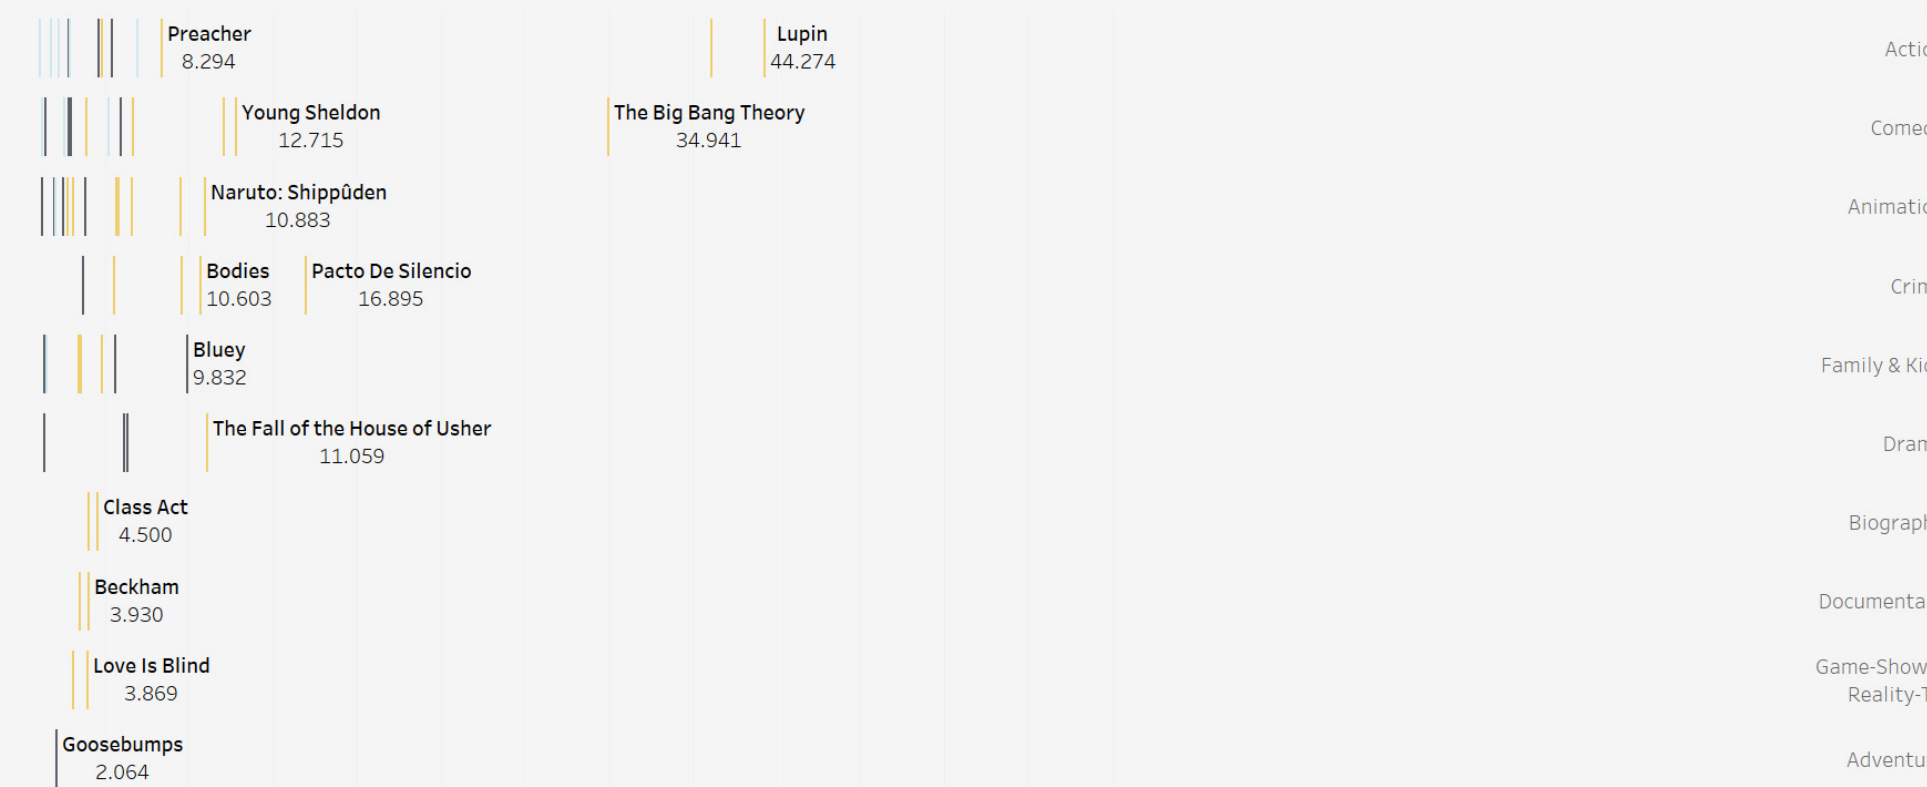 Preacher
8.294
Lupin
44.274
Actic
Young Sheldon
12.715
The Big Bang Theory
34.941
Comec
Naruto: Shippûden
10.883
Animatic
Bodies
10.603
Pacto De Silencio
16.895
Crim
Bluey
9.832
Family & Kic
The Fall of the House of Usher
11.059
Dram
Class Act
4.500
Biograph
Beckham
3.930
Documenta
Love Is Blind
3.869
Game-Show
Reality-T
Goosebumps
2.064
Adventu